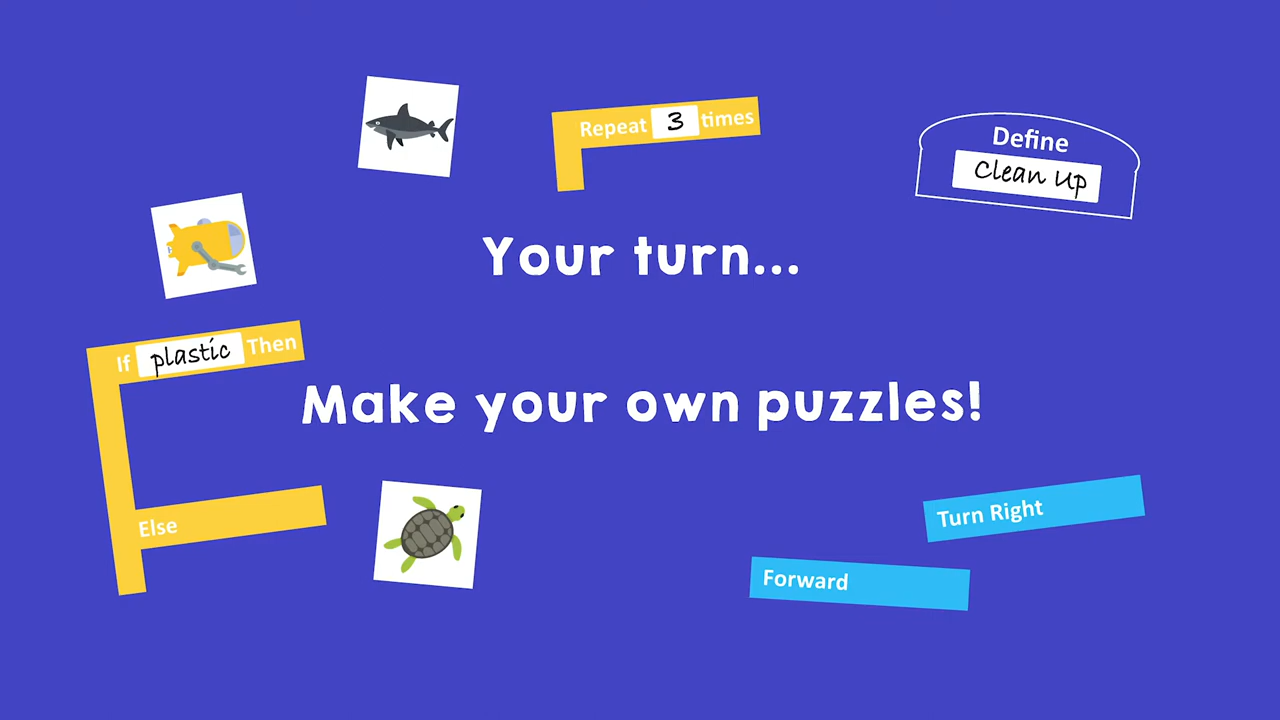 Repeat 3 times
Define
Clean Up
Your turn...
If plastic Then
Make your own puzzles!
Else
Turn Right
Forward